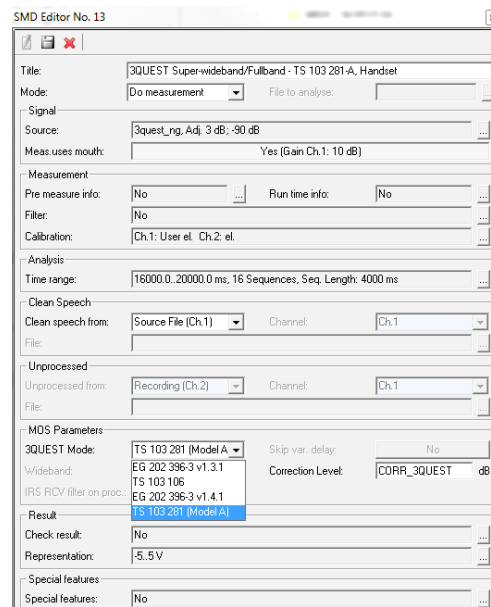 SMD Editor No. 13
Title: 3QUEST Super-wideband/Fullband - TS 103 281-A, Handset
Mode: Do measurement File to analyse: ...
Signal
Source: 3quest_ng, Adj. 3 dB; -90 dB ...
Meas.uses mouth: Yes (Gain Ch.1: 10 dB)
Measurement
Pre measure info: No ... Run time info: No ...
Filter: No ...
Calibration: Ch.1: User el. Ch.2: el. ...
Analysis
Time range: 16000.0..20000.0 ms, 16 Sequences, Seq. Length: 4000 ms ...
Clean Speech
Clean speech from: Source File (Ch.1) Channel: Ch.1
File: ...
Unprocessed
Unprocessed from: Recording (Ch.2) Channel: Ch.1
File: ...
MOS Parameters
3QUEST Mode: TS 103 281 (Model A Skip var. delay: No
Wideband: EG 202 396-3 v1.3.1 Correction Level: CORR_3QUEST dB
TS 103 106
IRS RCV filter on proc.: EG 202 396-3 v1.4.1
TS 103 281 (Model A)
Result
Check result: No ...
Representation: -5..5 V ...
Special features
Special features: No ...